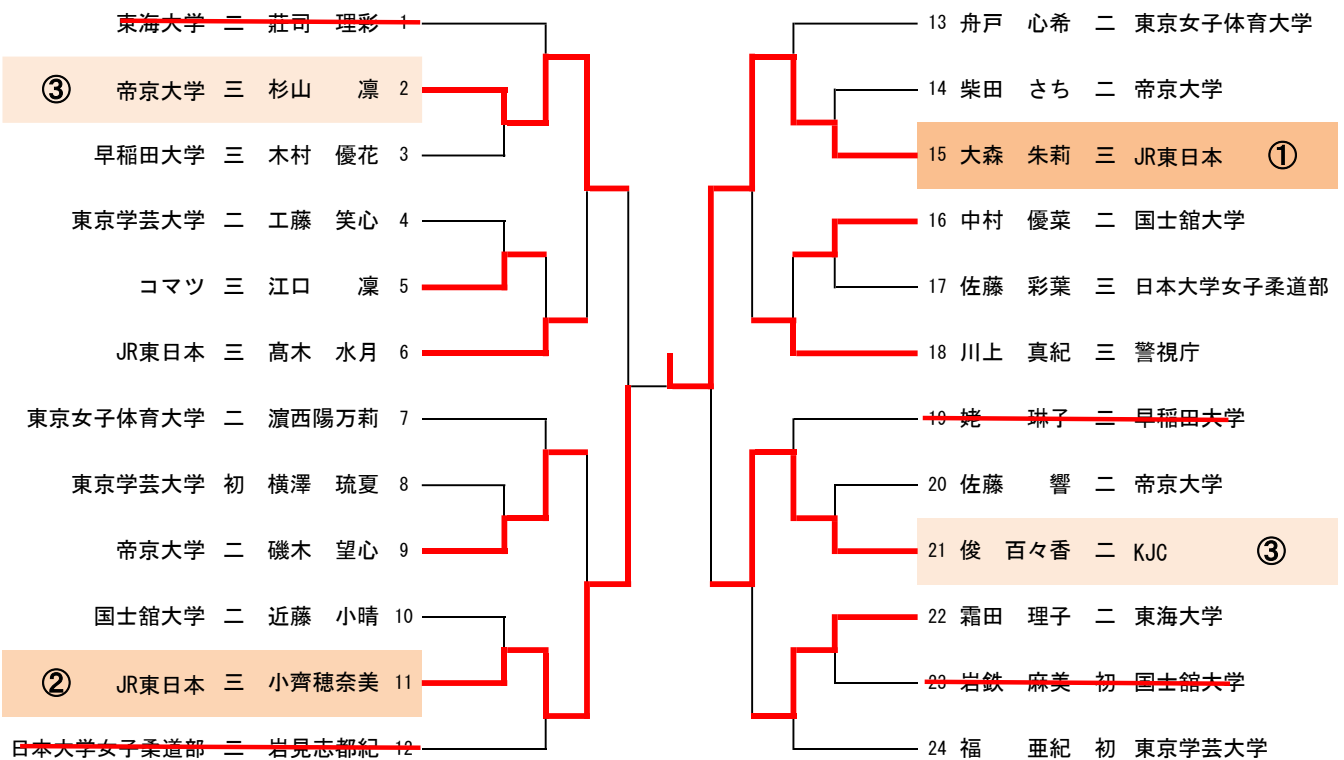 東海大学 二 莊司 理彩 1
③ 帝京大学 三 杉山 凛 2
早稲田大学 三 木村 優花 3
東京学芸大学 二 工藤 笑心 4
コマツ 三 江口 凛 5
JR東日本 三 髙木 水月 6
東京女子体育大学 二 濵西陽万莉 7
東京学芸大学 初 横澤 琉夏 8
帝京大学 二 磯木 望心 9
国士舘大学 二 近藤 小晴 10
② JR東日本 三 小齊穂奈美 11
日本大学女子柔道部 二 岩見志都紀 12
13 舟戸 心希 二 東京女子体育大学
14 柴田 さち 二 帝京大学
15 大森 朱莉 三 JR東日本 ①
16 中村 優菜 二 国士舘大学
17 佐藤 彩葉 三 日本大学女子柔道部
18 川上 真紀 三 警視庁
19 姥 琳子 二 早稲田大学
20 佐藤 響 二 帝京大学
21 俊 百々香 二 KJC ③
22 霜田 理子 二 東海大学
23 岩鉄 麻美 初 国士舘大学
24 福 亜紀 初 東京学芸大学